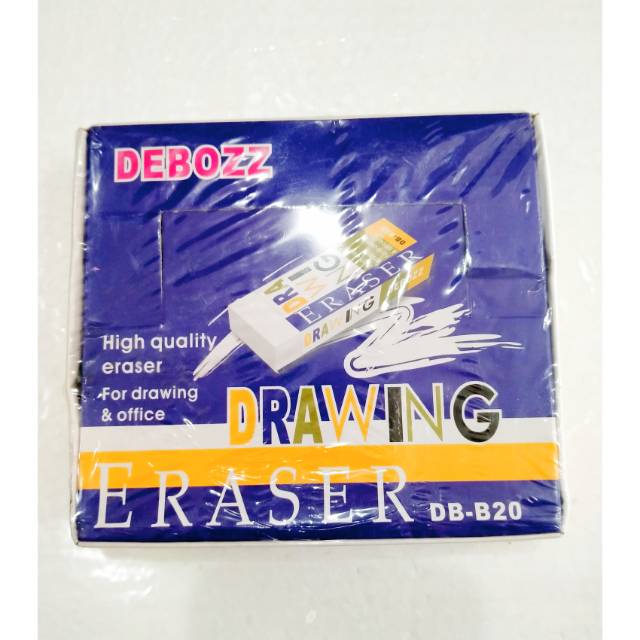 DEBOZZ
DRAWING
ERASER
DRAWING
High quality
eraser
For drawing
& office
DRAWING
ERASER DB-B20